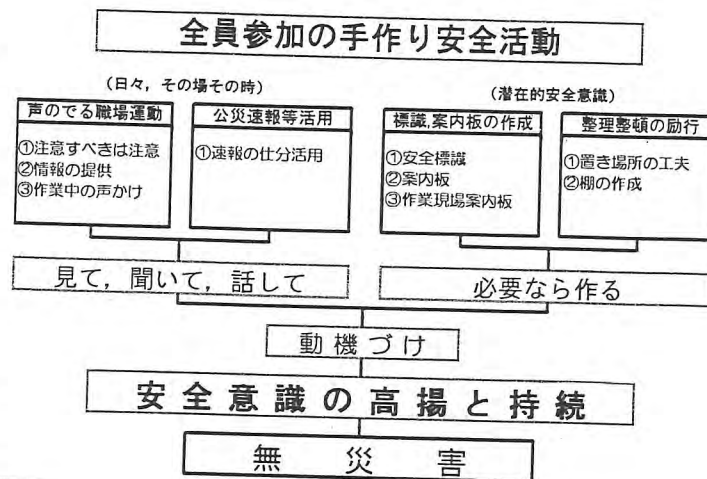 全員参加の手作り安全活動
(日々，その場その時)
声のでる職場運動
①注意すべきは注意
②情報の提供
③作業中の声かけ
公災速報等活用
①速報の仕分活用
(潜在的安全意識)
標識,案内板の作成
①安全標識
②案内板
③作業現場案内板
整理整頓の励行
①置き場所の工夫
②棚の作成
見て，聞いて，話して
必要なら作る
動機づけ
安全意識の高揚と持続
無災害